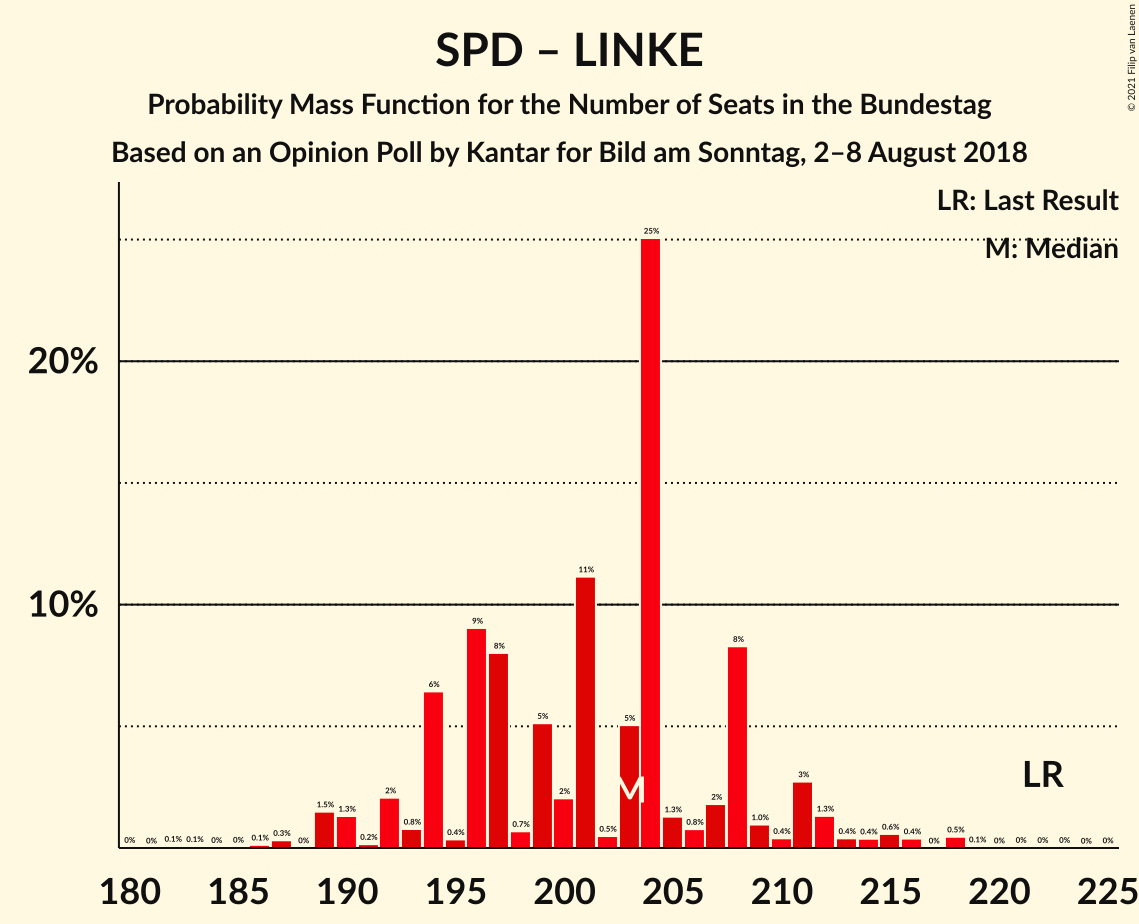 SPD – LINKE
Probability Mass Function for the Number of Seats in the Bundestag
Based on an Opinion Poll by Kantar for Bild am Sonntag, 2–8 August 2018
© 2021 Filip van Laenen
LR: Last Result
M: Median
25%
20%
11%
10%
9%
8%
8%
6%
5%
5%
LR
M
0% 0% 0.1% 0.1% 0% 0% 0.1% 0.3% 0% 1.5% 1.3% 0.2% 2% 0.8% 0.4% 0.7% 2% 0.5% 1.3% 0.8% 2% 1.0% 0.4% 3% 1.3% 0.4% 0.4% 0.6% 0.4% 0% 0.5% 0.1% 0% 0% 0% 0% 0% 0%
180 185 190 195 200 205 210 215 220 225